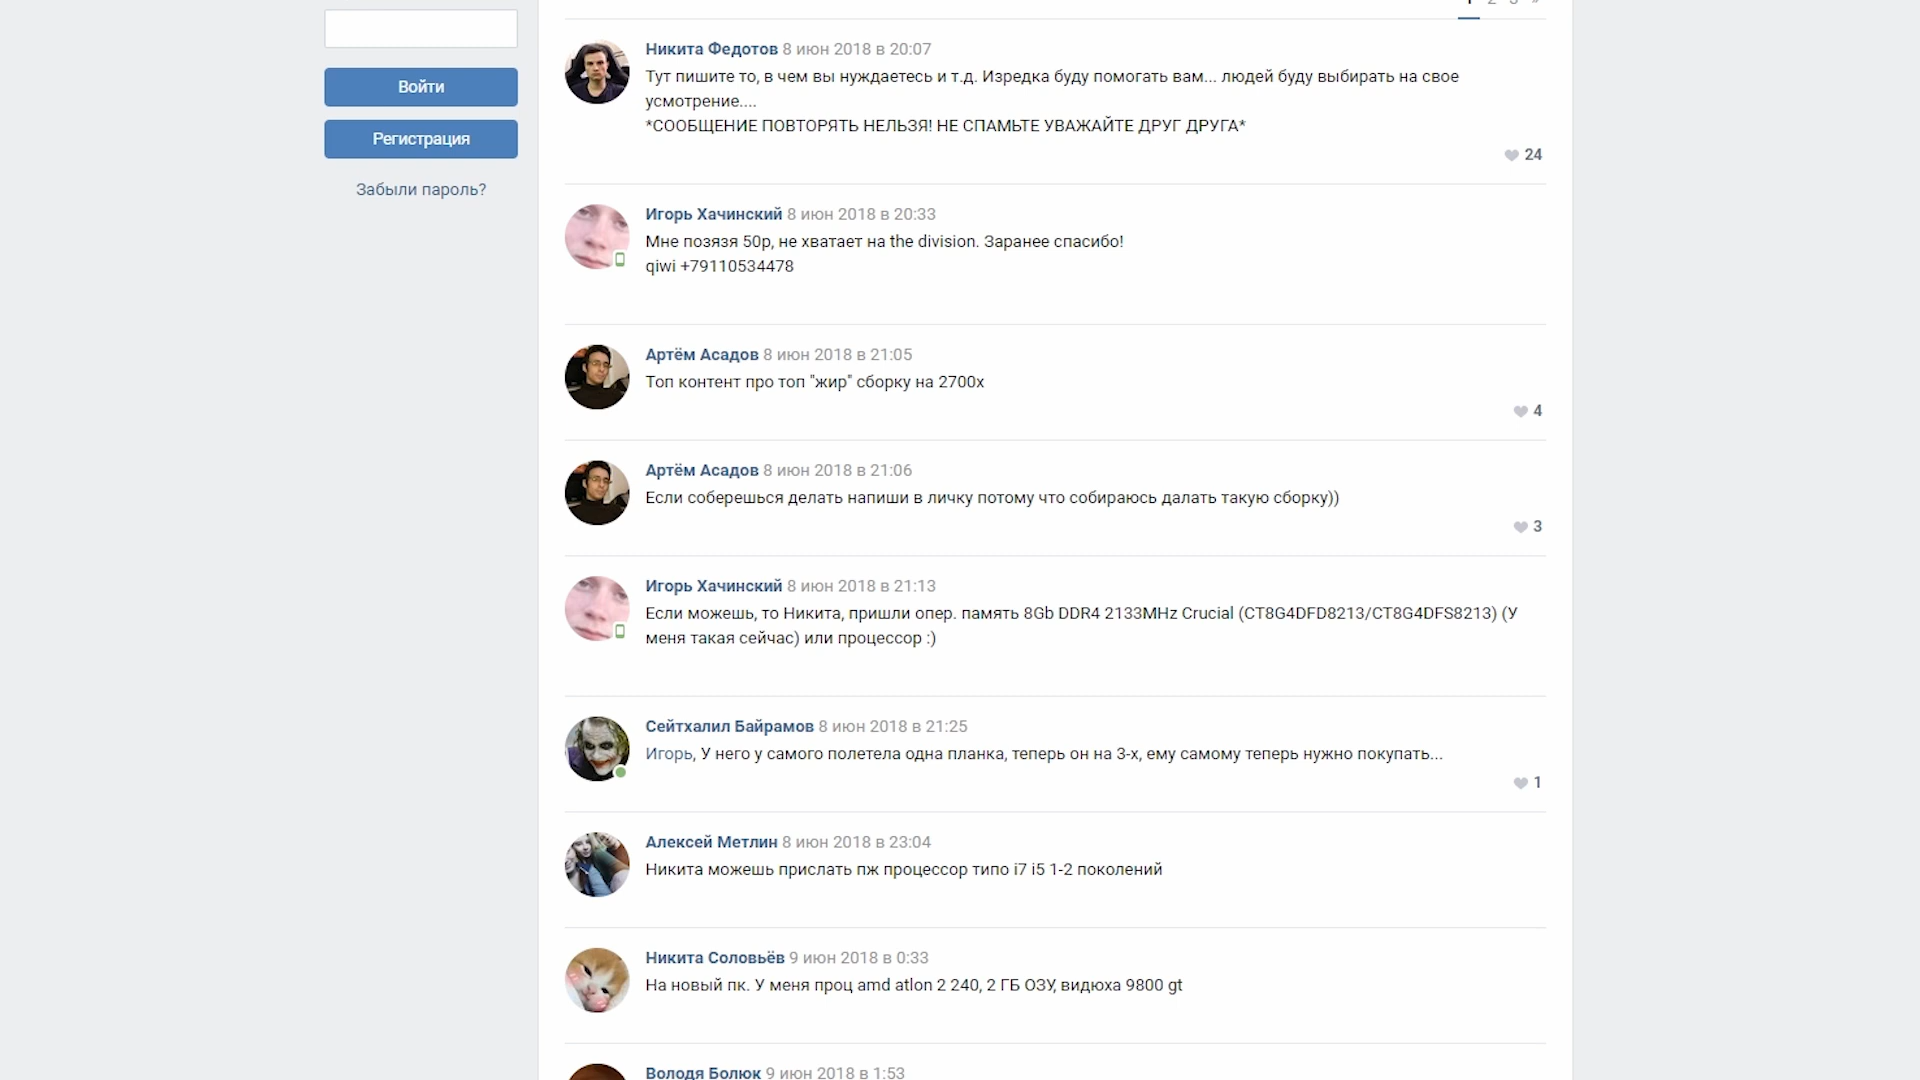 Войти
Регистрация
Забыли пароль?
Никита Федотов 8 июн 2018 в 20:07
Тут пишите то, в чем вы нуждаетесь и т.д. Изредка буду помогать вам... людей буду выбирать на свое
усмотрение....
*СООБЩЕНИЕ ПОВТОРЯТЬ НЕЛЬЗЯ! НЕ СПАМЬТЕ УВАЖАЙТЕ ДРУГ ДРУГА*
24
Игорь Хачинский 8 июн 2018 в 20:33
Мне позязя 50р, не хватает на the division. Заранее спасибо!
qiwi +79110534478
Артём Асадов 8 июн 2018 в 21:05
Топ контент про топ "жир" сборку на 2700х
4
Артём Асадов 8 июн 2018 в 21:06
Если соберешься делать напиши в личку потому что собираюсь далать такую сборку))
3
Игорь Хачинский 8 июн 2018 в 21:13
Если можешь, то Никита, пришли опер. память 8Gb DDR4 2133MHz Crucial (CT8G4DFD8213/CT8G4DFS8213) (У
меня такая сейчас) или процессор :)
Сейтхалил Байрамов 8 июн 2018 в 21:25
Игорь, У него у самого полетела одна планка, теперь он на 3-х, ему самому теперь нужно покупать...
1
Алексей Метлин 8 июн 2018 в 23:04
Никита можешь прислать пж процессор типо i7 i5 1-2 поколений
Никита Соловьёв 9 июн 2018 в 0:33
На новый пк. У меня проц amd atlon 2 240, 2 ГБ ОЗУ, видюха 9800 gt
Володя Болюк 9 июн 2018 в 1:53